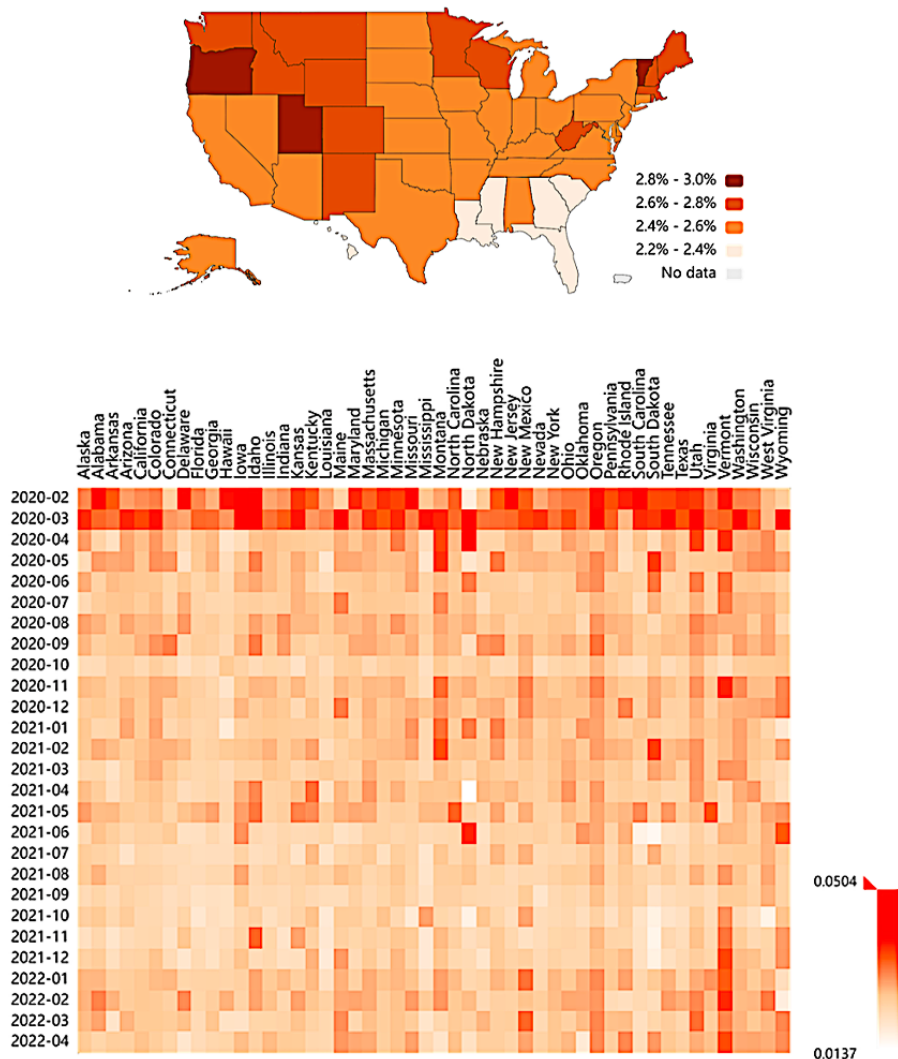 2.8% - 3.0%
2.6% - 2.8%
2.4% - 2.6%
2.2% - 2.4%
No data
Alaska
Alabama
Arkansas
Arizona
California
Colorado
Connecticut
Delaware
Florida
Georgia
Hawaii
Iowa
Idaho
Illinois
Indiana
Kansas
Kentucky
Louisiana
Maine
Maryland
Massachusetts
Michigan
Minnesota
Missouri
Mississippi
Montana
North Carolina
North Dakota
Nebraska
New Hampshire
New Jersey
New Mexico
Nevada
New York
Ohio
Oklahoma
Oregon
Pennsylvania
Rhode Island
South Carolina
South Dakota
Tennessee
Texas
Utah
Virginia
Vermont
Washington
Wisconsin
West Virginia
Wyoming
2020-02
2020-03
2020-04
2020-05
2020-06
2020-07
2020-08
2020-09
2020-10
2020-11
2020-12
2021-01
2021-02
2021-03
2021-04
2021-05
2021-06
2021-07
2021-08
2021-09
2021-10
2021-11
2021-12
2022-01
2022-02
2022-03
2022-04
0.0504
0.0137